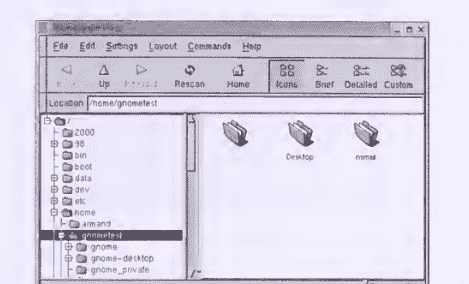 File Edit Settings Layout Commands Help
Up Rescan Home Icons Brief Detailed Custom
Location /home/gnometest
/
2000
98
bin
boot
data
dev
etc
home
armand
gnometest
gnome
gnome-desktop
gnome_private
Desktop
nsmail
/-